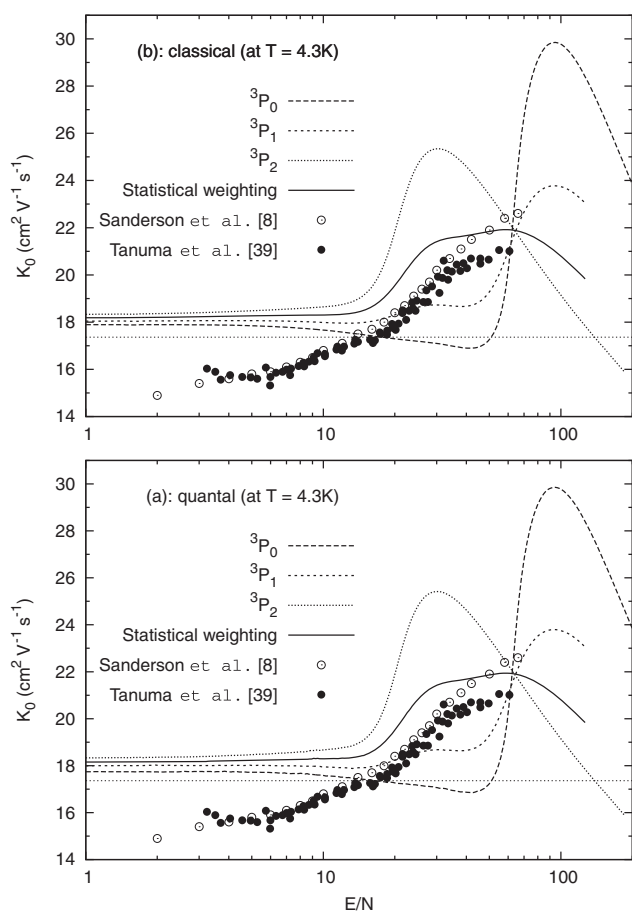 30
28
26
24
22
20
18
16
14
K0 (cm2 V-1 s-1)
(b): classical (at T = 4.3K)
3P0
3P1
3P2
Statistical weighting
Sanderson et al. [8]
Tanuma et al. [39]
1
10
100
30
28
26
24
22
20
18
16
14
K0 (cm2 V-1 s-1)
(a): quantal (at T = 4.3K)
3P0
3P1
3P2
Statistical weighting
Sanderson et al. [8]
Tanuma et al. [39]
1
10
100
E/N